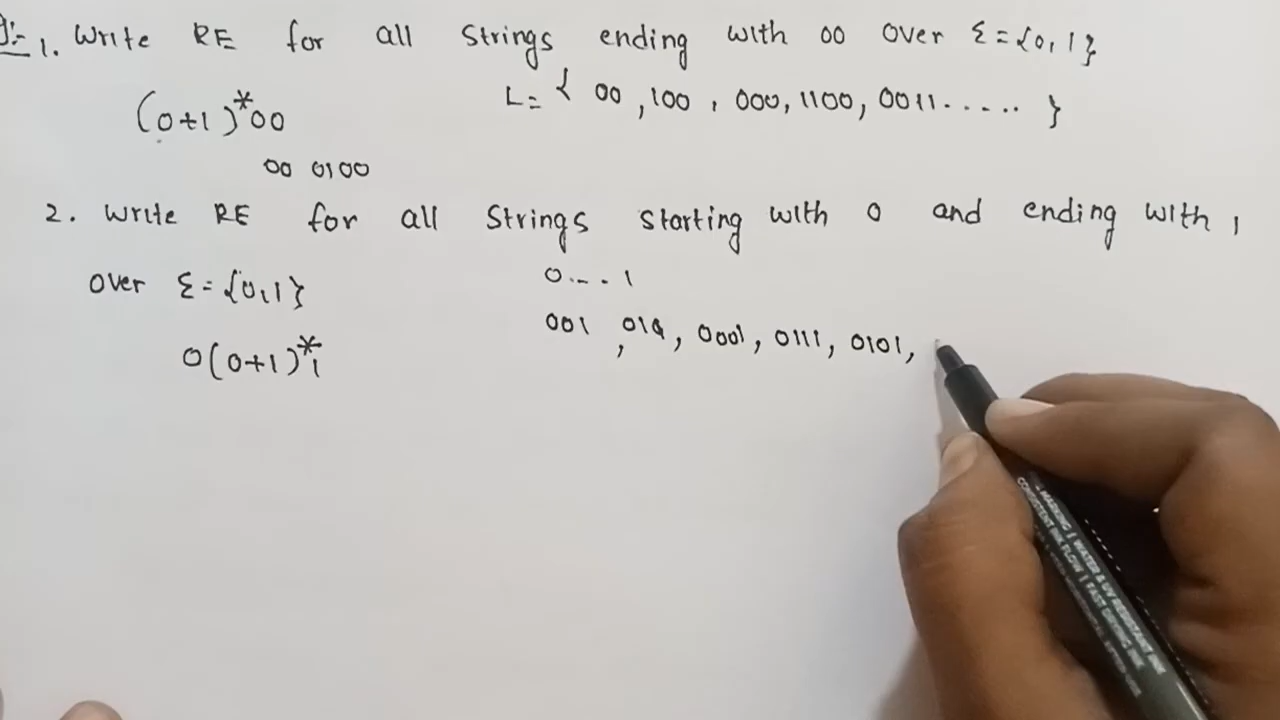 1. Write RE for all strings ending with 00 over Σ={0,1}
L= { 00, 100, 000, 1100, 0011..... }
(0+1)*00
00 0100
2. Write RE for all strings starting with 0 and ending with 1
over Σ={0,1}
0....1
001, 011, 0001, 0111, 0101,
0(0+1)*1